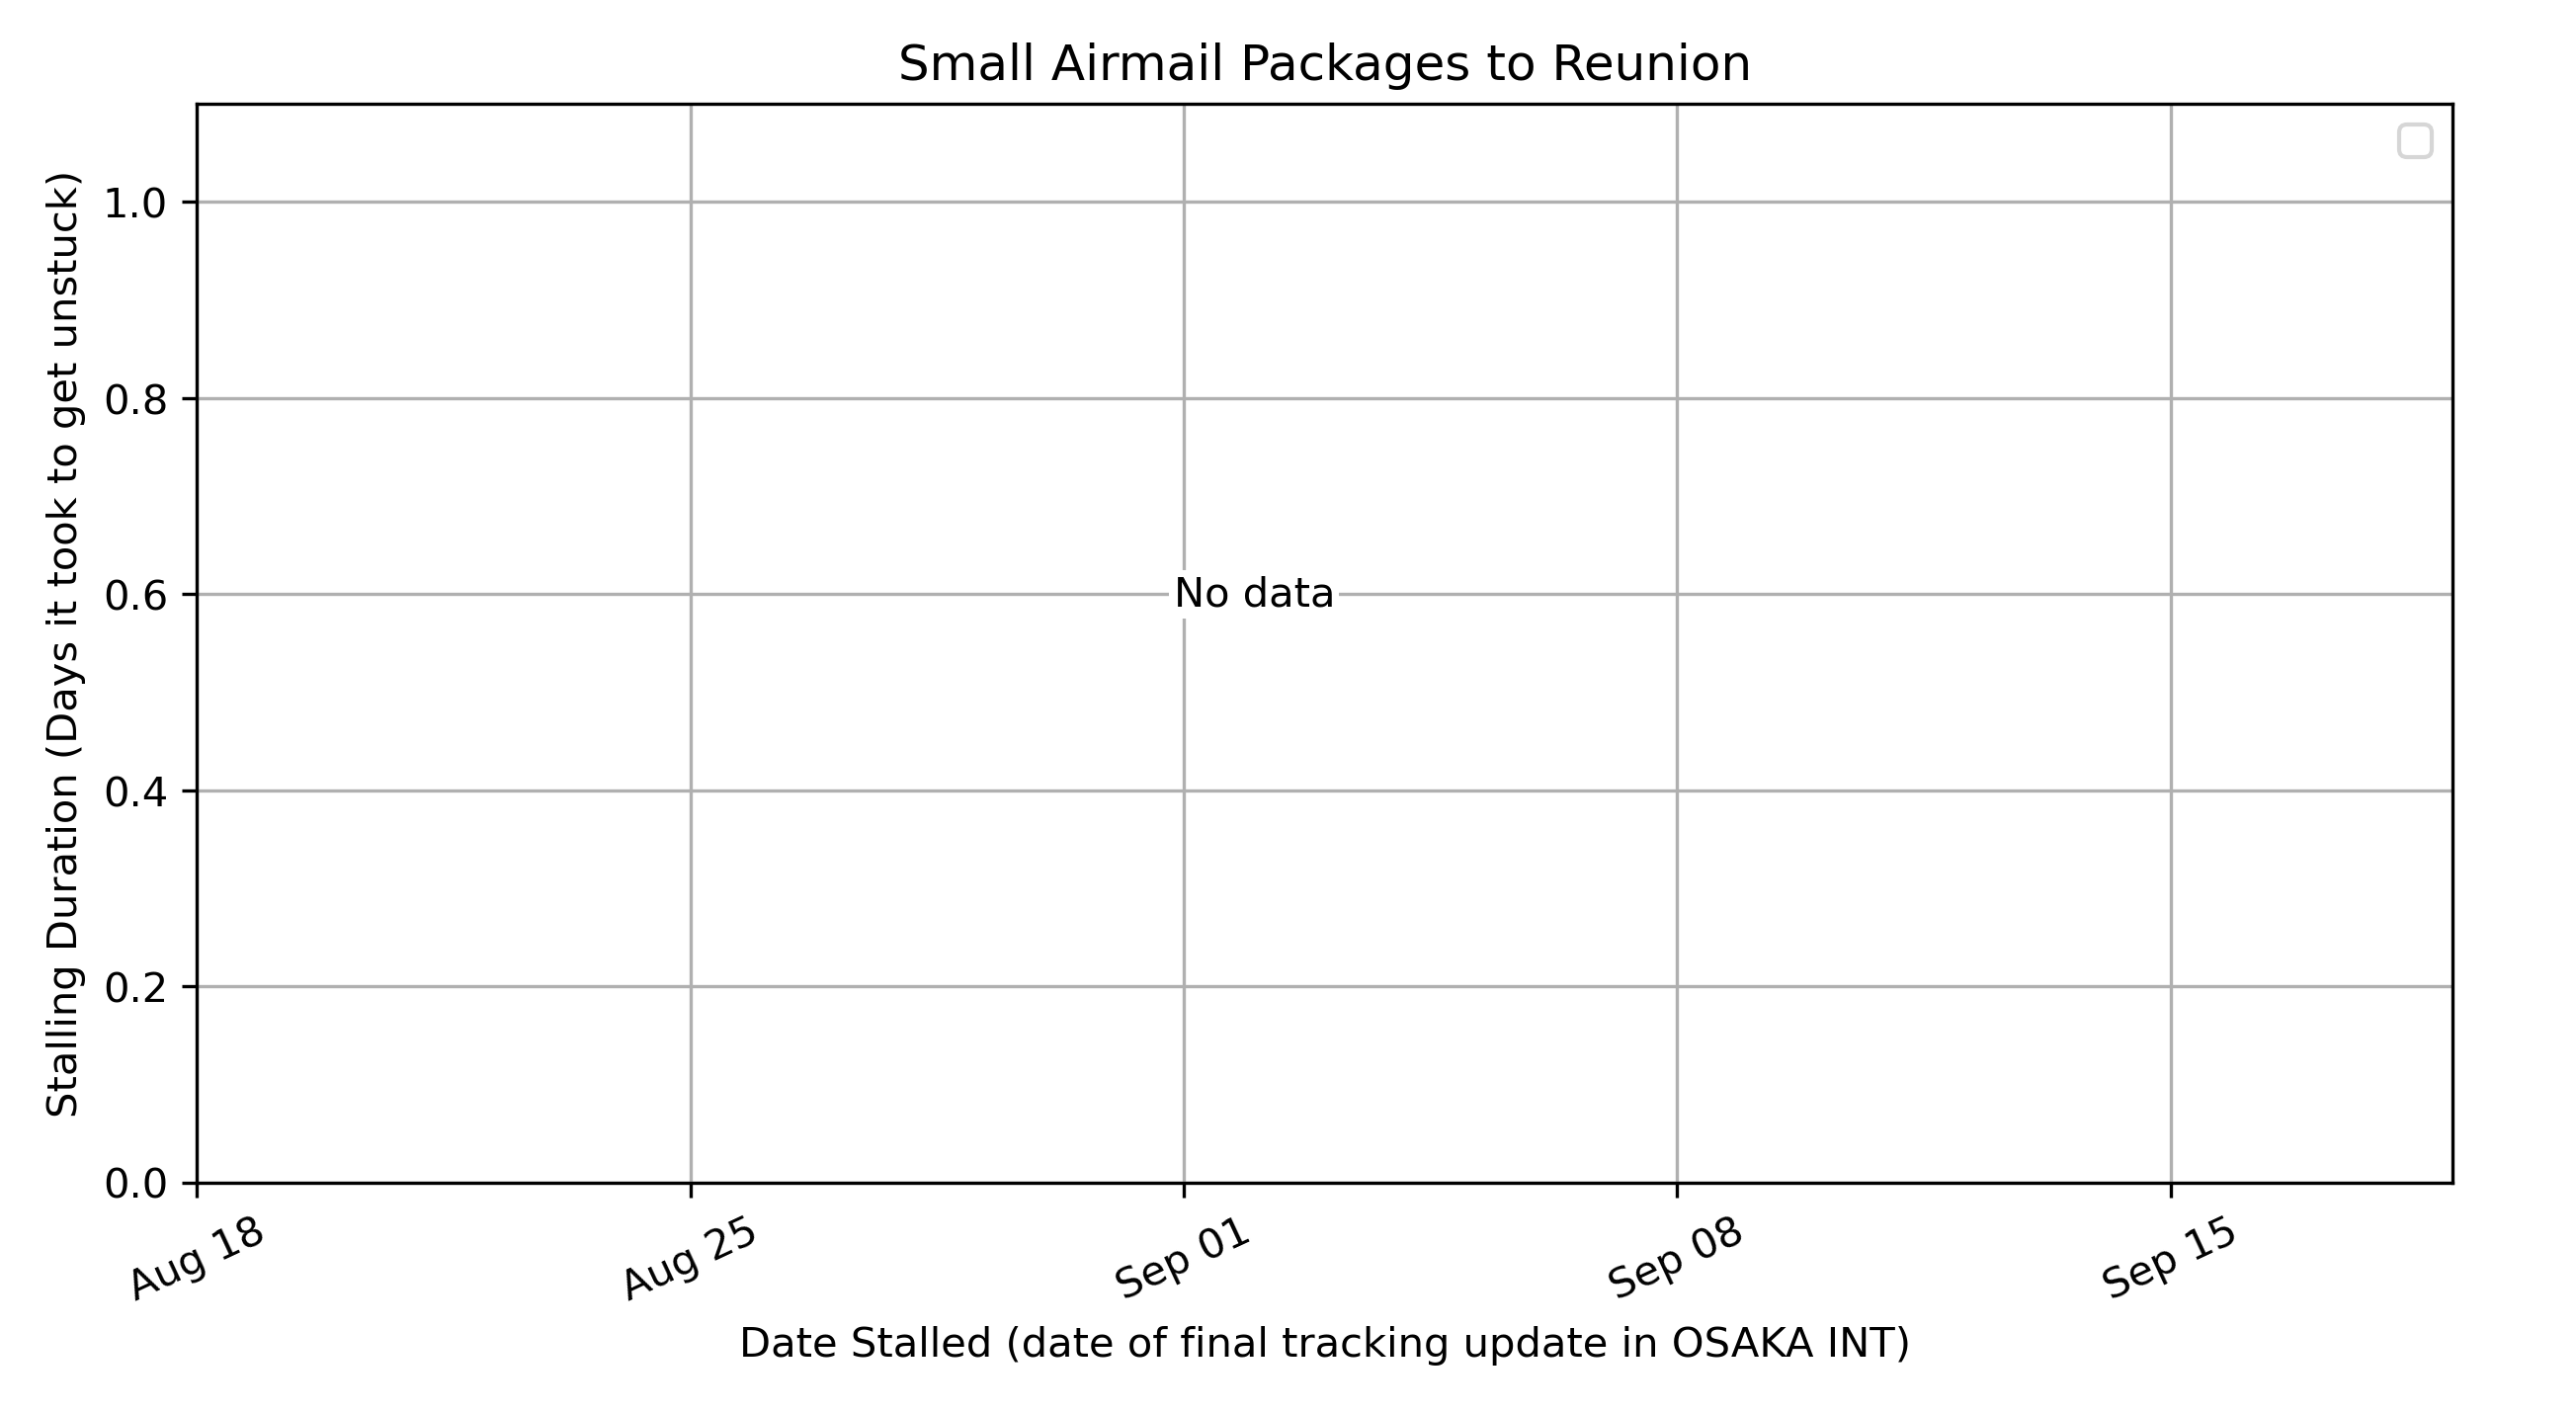 Small Airmail Packages to Reunion
Stalling Duration (Days it took to get unstuck)
1.0
0.8
0.6
0.4
0.2
0.0
No data
Aug 18
Aug 25
Sep 01
Sep 08
Sep 15
Date Stalled (date of final tracking update in OSAKA INT)